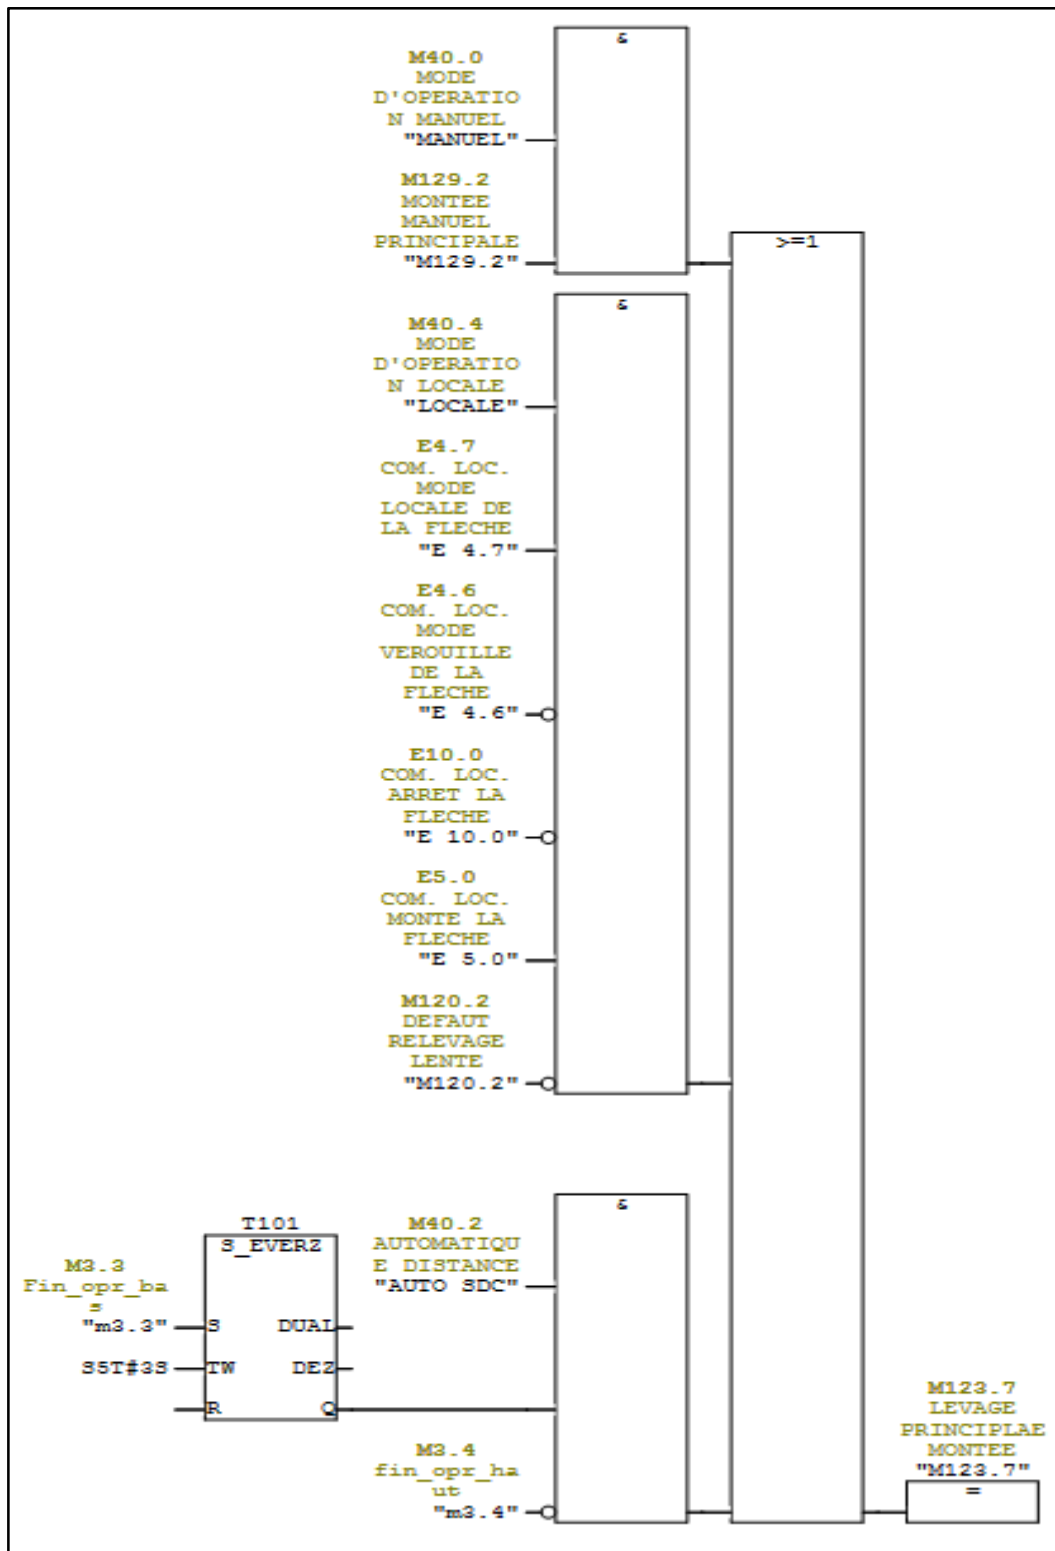 &
M40.0
MODE
D'OPERATIO
N MANUEL
"MANUEL"
M129.2
MONTEE
MANUEL
PRINCIPALE
"M129.2"
>=1
&
M40.4
MODE
D'OPERATIO
N LOCALE
"LOCALE"
E4.7
COM. LOC.
MODE
LOCALE DE
LA FLECHE
"E 4.7"
E4.6
COM. LOC.
MODE
VEROUILLE
DE LA
FLECHE
"E 4.6"
E10.0
COM. LOC.
ARRET LA
FLECHE
"E 10.0"
E5.0
COM. LOC.
MONTE LA
FLECHE
"E 5.0"
M120.2
DEFAUT
RELEVAGE
LENTE
"M120.2"
&
T101
S_EVERZ
M3.3
Fin_opr_ba
s
"m3.3"
S
DUAL
S5T#3S
TW
DEZ
R
Q
M40.2
AUTOMATIQU
E DISTANCE
"AUTO SDC"
M3.4
fin_opr_ha
ut
"m3.4"
M123.7
LEVAGE
PRINCIPLAE
MONTEE
"M123.7"
=